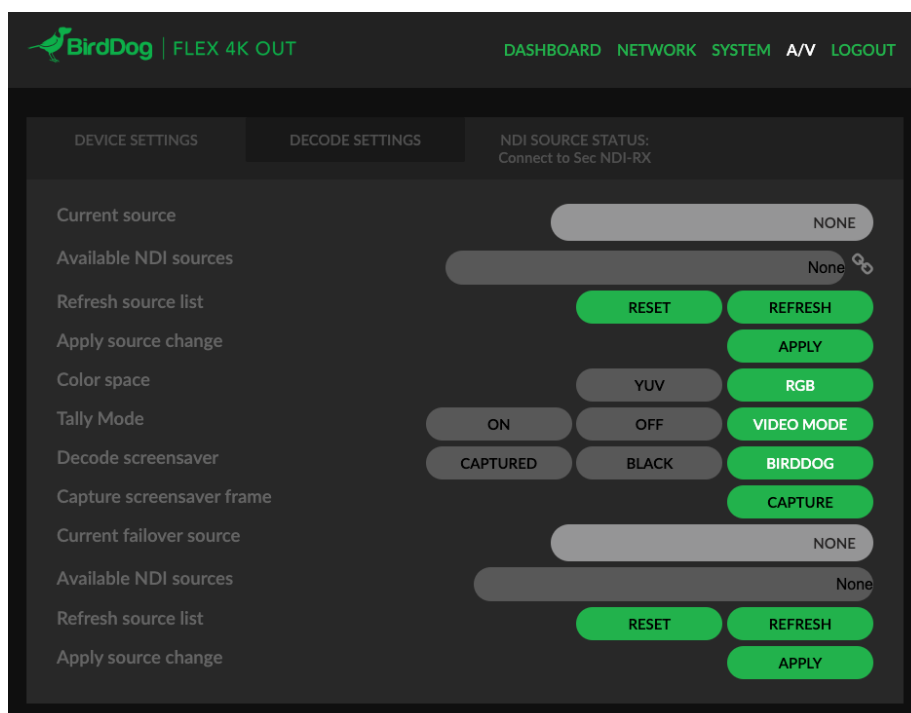 BirdDog | FLEX 4K OUT
DASHBOARD NETWORK SYSTEM A/V LOGOUT
DEVICE SETTINGS DECODE SETTINGS NDI SOURCE STATUS:
Connect to Sec NDI-RX
Current source NONE
Available NDI sources None
Refresh source list RESET REFRESH
Apply source change APPLY
Color space YUV RGB
Tally Mode ON OFF VIDEO MODE
Decode screensaver CAPTURED BLACK BIRDDOG
Capture screensaver frame CAPTURE
Current failover source NONE
Available NDI sources None
Refresh source list RESET REFRESH
Apply source change APPLY